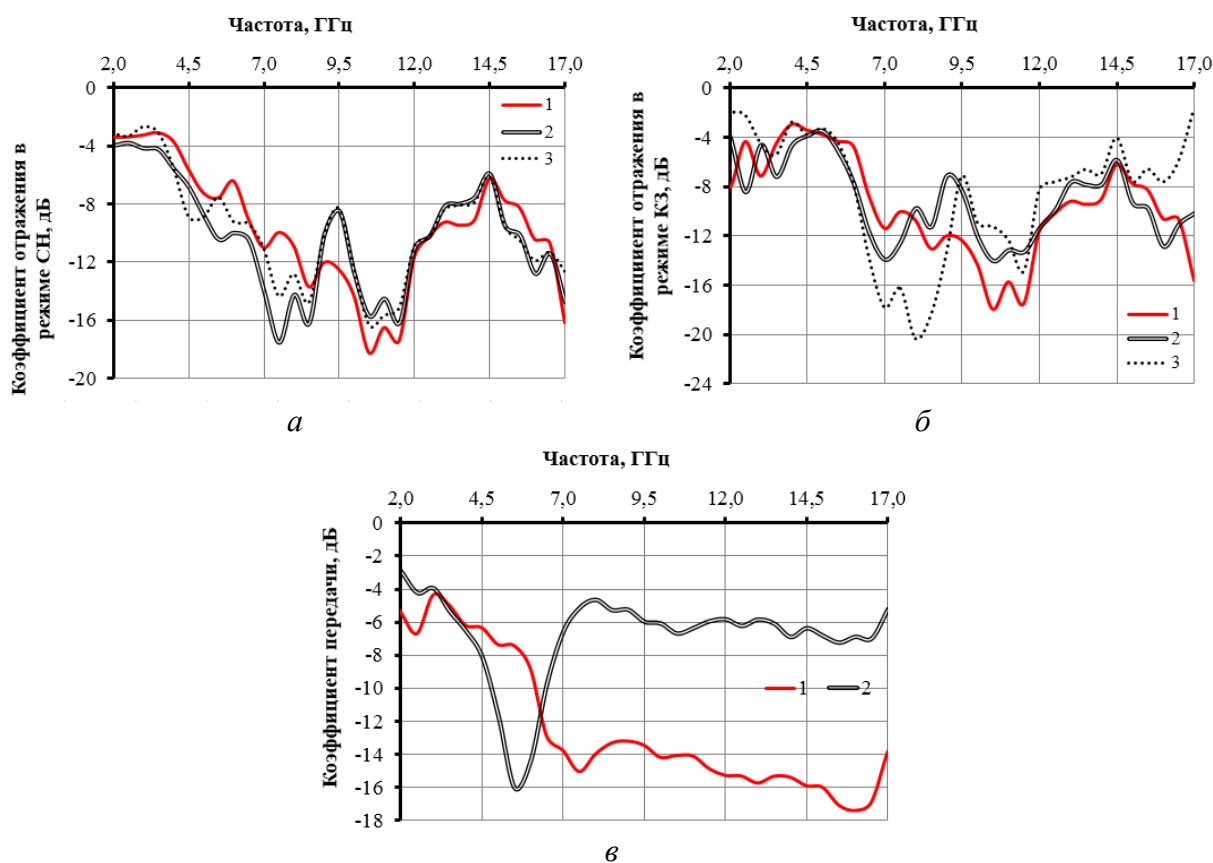 Частота, ГГц
2,0 4,5 7,0 9,5 12,0 14,5 17,0
0
-4
-8
-12
-16
-20
Коэффициент отражения в
режиме СН, дБ
1
2
3
а
Частота, ГГц
2,0 4,5 7,0 9,5 12,0 14,5 17,0
0
-4
-8
-12
-16
-20
-24
Коэффициент отражения в
режиме КЗ, дБ
1
2
3
б
Частота, ГГц
2,0 4,5 7,0 9,5 12,0 14,5 17,0
0
-2
-4
-6
-8
-10
-12
-14
-16
-18
Коэффициент передачи, дБ
1 2
в